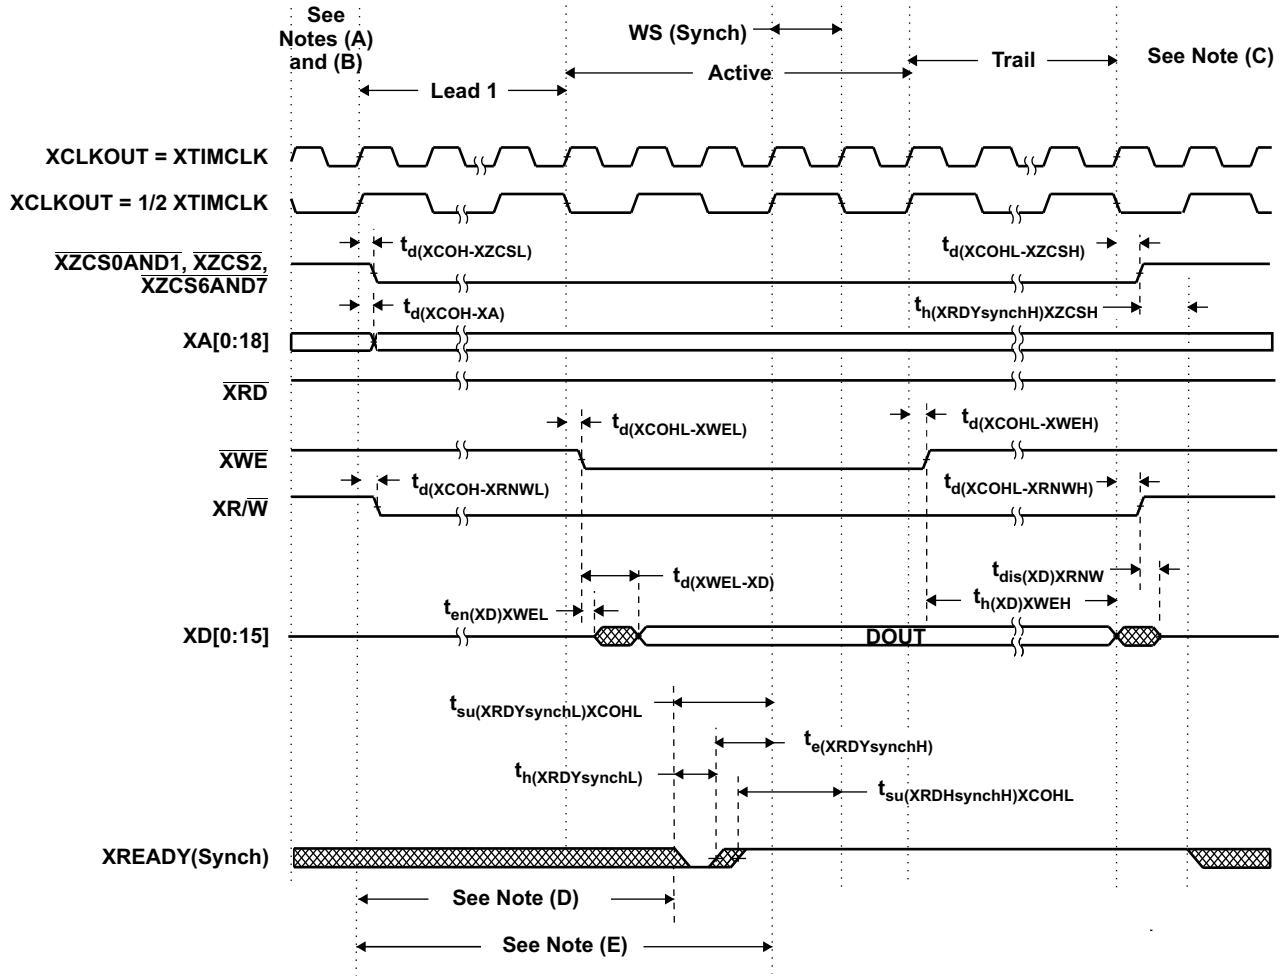 See
Notes (A)
and (B)
WS (Synch)
Lead 1
Active
Trail
See Note (C)
XCLKOUT = XTIMCLK
XCLKOUT = 1/2 XTIMCLK
td(XCOH-XZCSL)
td(XCOHL-XZCSH)
XZCS0AND1, XZCS2,
XZCS6AND7
td(XCOH-XA)
th(XRDYsynchH)XZCSH
XA[0:18]
XRD
td(XCOHL-XWEL)
td(XCOHL-XWEH)
XWE
td(XCOH-XRNWL)
td(XCOHL-XRNWH)
XR/W
td(XWEL-XD)
tdis(XD)XRNW
ten(XD)XWEL
th(XD)XWEH
XD[0:15]
DOUT
tsu(XRDYsynchL)XCOHL
te(XRDYsynchH)
th(XRDYsynchL)
tsu(XRDHsynchH)XCOHL
XREADY(Synch)
See Note (D)
See Note (E)